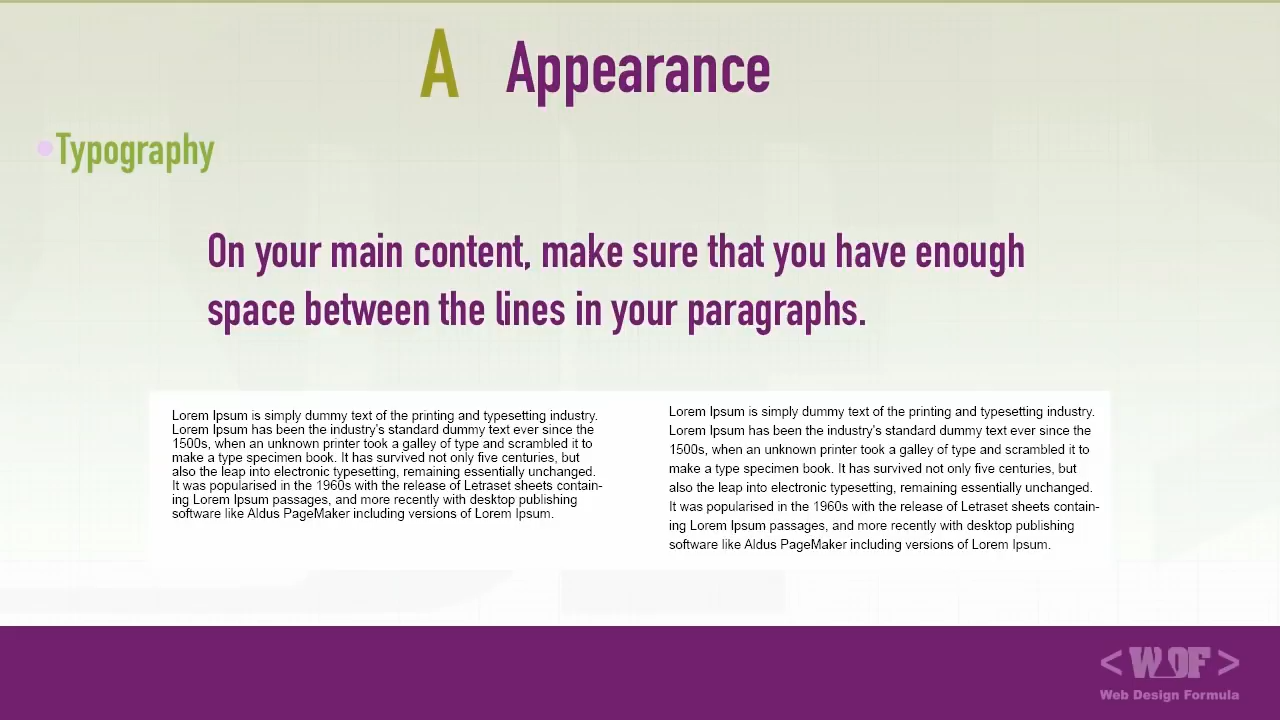 A Appearance
•Typography
On your main content, make sure that you have enough
space between the lines in your paragraphs.
Lorem Ipsum is simply dummy text of the printing and typesetting industry.
Lorem Ipsum has been the industry's standard dummy text ever since the
1500s, when an unknown printer took a galley of type and scrambled it to
make a type specimen book. It has survived not only five centuries, but
also the leap into electronic typesetting, remaining essentially unchanged.
It was popularised in the 1960s with the release of Letraset sheets contain-
ing Lorem Ipsum passages, and more recently with desktop publishing
software like Aldus PageMaker including versions of Lorem Ipsum.
Lorem Ipsum is simply dummy text of the printing and typesetting industry.
Lorem Ipsum has been the industry's standard dummy text ever since the
1500s, when an unknown printer took a galley of type and scrambled it to
make a type specimen book. It has survived not only five centuries, but
also the leap into electronic typesetting, remaining essentially unchanged.
It was popularised in the 1960s with the release of Letraset sheets contain-
ing Lorem Ipsum passages, and more recently with desktop publishing
software like Aldus PageMaker including versions of Lorem Ipsum.
<WDF>
Web Design Formula